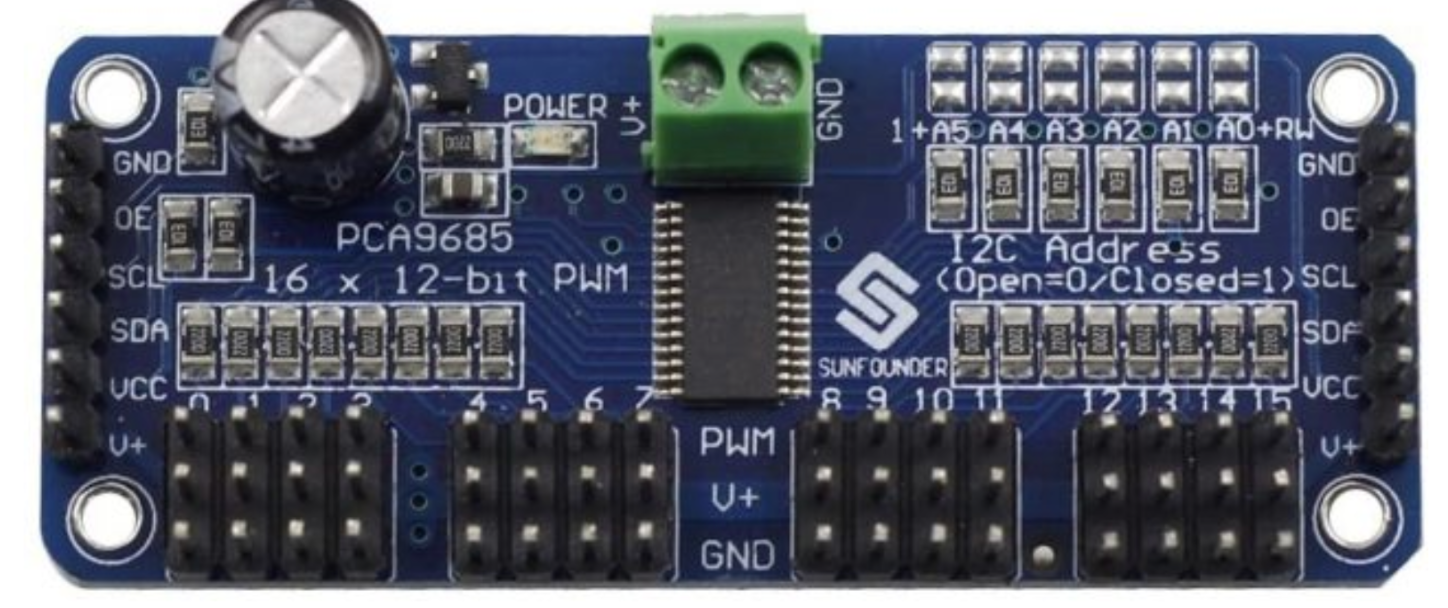 POWER
V+
GND
1+A5 A4 A3 A2 A1 A0+RW
GND
OE
SCL
SDA
VCC
V+
PCA9685
16 x 12-bit PWM
I2C Address
(Open=0/Closed=1)
SUNFOUNDER
GND
OE
SCL
SDA
VCC
V+
0 1 2 3 4 5 6 7 8 9 10 11 12 13 14 15
PWM
V+
GND